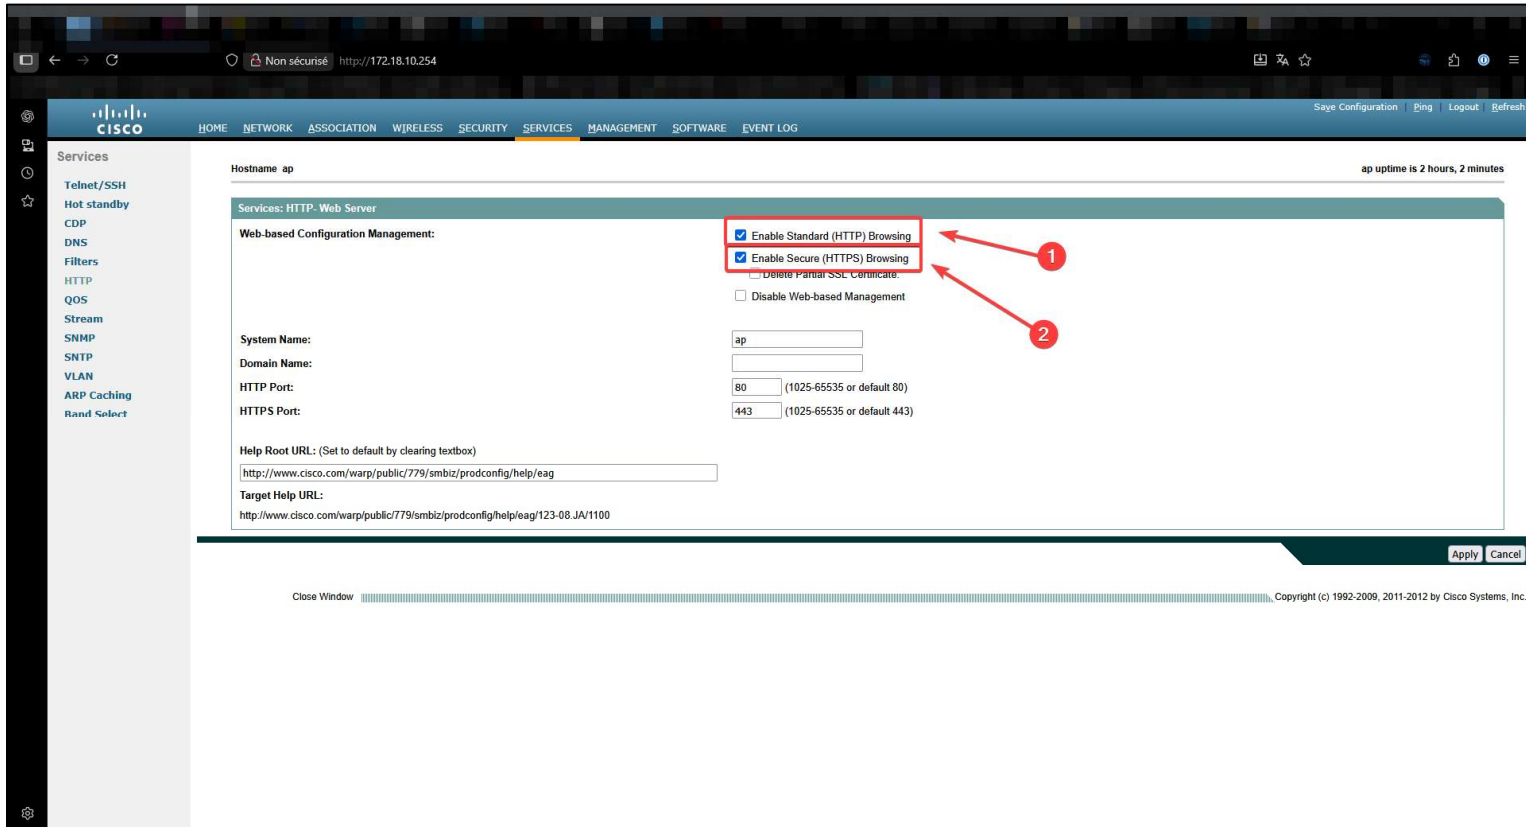 Non sécurisé http://172.18.10.254
Save Configuration Ping Logout Refresh
CISCO
HOME NETWORK ASSOCIATION WIRELESS SECURITY SERVICES MANAGEMENT SOFTWARE EVENT LOG
Services
Telnet/SSH
Hot standby
CDP
DNS
Filters
HTTP
QOS
Stream
SNMP
SNTP
VLAN
ARP Caching
Band Select
Hostname ap
ap uptime is 2 hours, 2 minutes
Services: HTTP- Web Server
Web-based Configuration Management:
Enable Standard (HTTP) Browsing
1
Enable Secure (HTTPS) Browsing
Delete Partial SSL Certificate.
Disable Web-based Management
2
System Name:
ap
Domain Name:
HTTP Port:
80 (1025-65535 or default 80)
HTTPS Port:
443 (1025-65535 or default 443)
Help Root URL: (Set to default by clearing textbox)
http://www.cisco.com/warp/public/779/smbiz/prodconfig/help/eag
Target Help URL:
http://www.cisco.com/warp/public/779/smbiz/prodconfig/help/eag/123-08.JA/1100
Apply Cancel
Close Window
Copyright (c) 1992-2009, 2011-2012 by Cisco Systems, Inc.